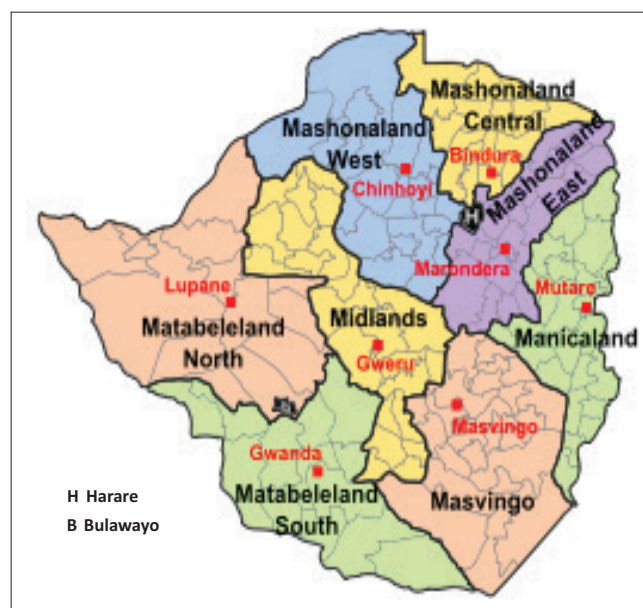 Mashonaland
Central
Bindura
Mashonaland
West
Chinhoyi
Mashonaland
East
H
Marondera
Lupane
Matabeleland
North
Midlands
Gweru
Mutare
Manicaland
Masvingo
Masvingo
Gwanda
Matabeleland
South
H Harare
B Bulawayo